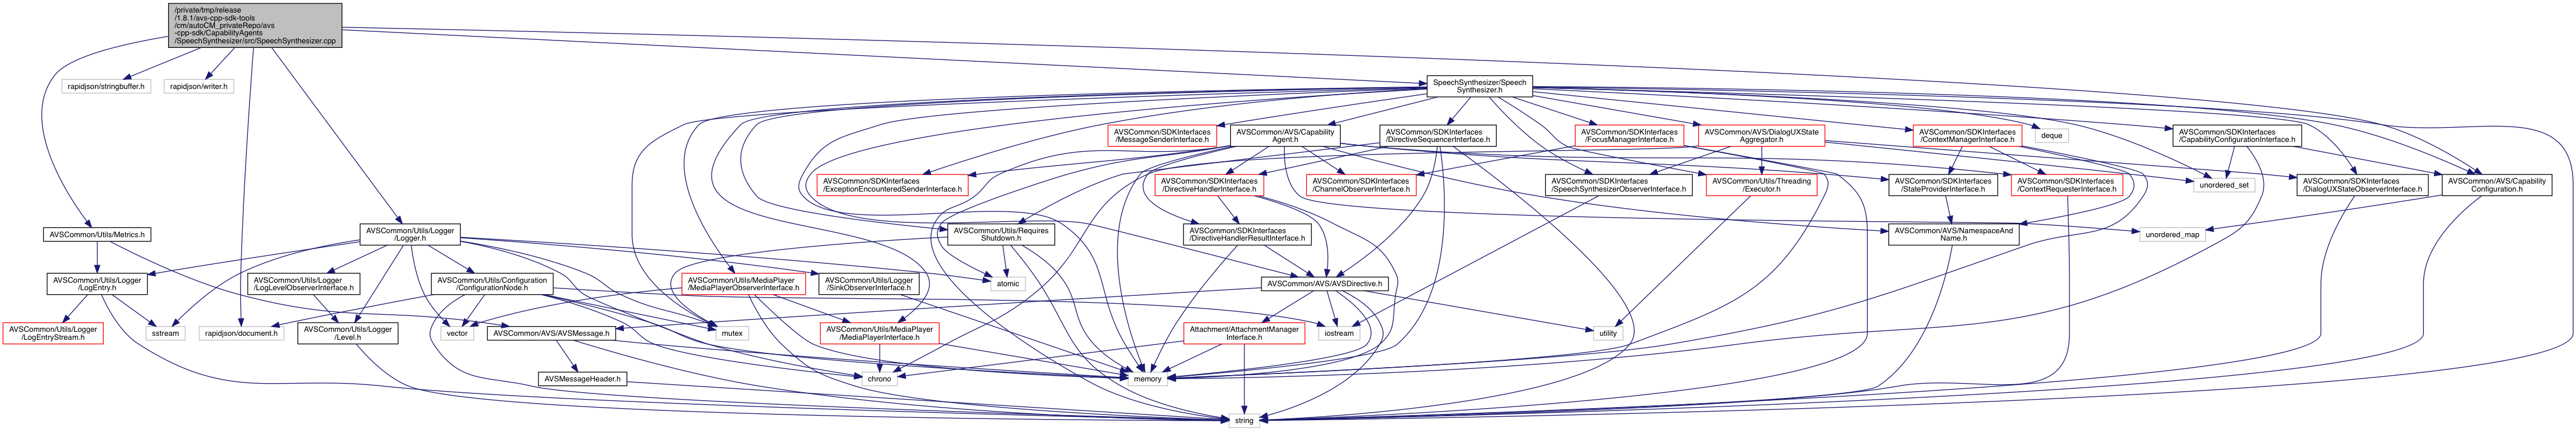 /private/tmp/release
/1.8.1/avs-cpp-sdk-tools
/cm/autoCM_privateRepo/avs
-cpp-sdk/CapabilityAgents
/SpeechSynthesizer/src/SpeechSynthesizer.cpp
rapidjson/stringbuffer.h
rapidjson/writer.h
SpeechSynthesizer/Speech
Synthesizer.h
AVSCommon/SDKInterfaces
/MessageSenderInterface.h
AVSCommon/AVS/Capability
Agent.h
AVSCommon/SDKInterfaces
/DirectiveSequencerInterface.h
AVSCommon/SDKInterfaces
/FocusManagerInterface.h
AVSCommon/AVS/DialogUXState
Aggregator.h
AVSCommon/SDKInterfaces
/ContextManagerInterface.h
deque
AVSCommon/SDKInterfaces
/CapabilityConfigurationInterface.h
AVSCommon/SDKInterfaces
/ExceptionEncounteredSenderInterface.h
AVSCommon/SDKInterfaces
/DirectiveHandlerInterface.h
AVSCommon/SDKInterfaces
/ChannelObserverInterface.h
AVSCommon/SDKInterfaces
/SpeechSynthesizerObserverInterface.h
AVSCommon/Utils/Threading
/Executor.h
AVSCommon/SDKInterfaces
/StateProviderInterface.h
AVSCommon/SDKInterfaces
/ContextRequesterInterface.h
unordered_set
AVSCommon/SDKInterfaces
/DialogUXStateObserverInterface.h
AVSCommon/AVS/Capability
Configuration.h
AVSCommon/Utils/Metrics.h
AVSCommon/Utils/Logger
/Logger.h
AVSCommon/Utils/Requires
Shutdown.h
AVSCommon/SDKInterfaces
/DirectiveHandlerResultInterface.h
AVSCommon/AVS/NamespaceAnd
Name.h
unordered_map
AVSCommon/Utils/Logger
/LogEntry.h
AVSCommon/Utils/Logger
/LogLevelObserverInterface.h
AVSCommon/Utils/Configuration
/ConfigurationNode.h
AVSCommon/Utils/MediaPlayer
/MediaPlayerObserverInterface.h
AVSCommon/Utils/Logger
/SinkObserverInterface.h
atomic
AVSCommon/AVS/AVSDirective.h
AVSCommon/Utils/Logger
/LogEntryStream.h
sstream
rapidjson/document.h
AVSCommon/Utils/Logger
/Level.h
vector
AVSCommon/AVS/AVSMessage.h
mutex
AVSCommon/Utils/MediaPlayer
/MediaPlayerInterface.h
Attachment/AttachmentManager
Interface.h
iostream
utility
AVSMessageHeader.h
chrono
memory
string